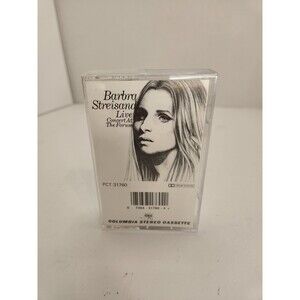 Barbra
Streisand
Live
Concert At
The Forum
PCT 31760
COLUMBIA STEREO CASSETTE